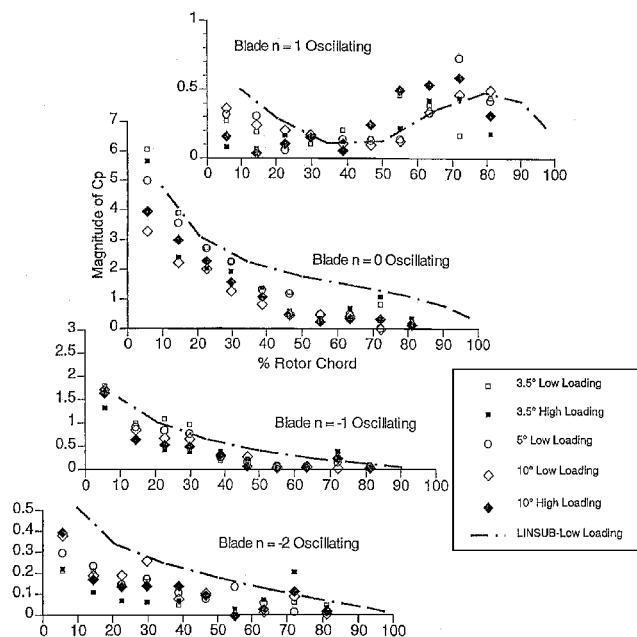 1
Blade n = 1 Oscillating
0.5
0
0 10 20 30 40 50 60 70 80 90 100
7
6
5
4
3
2
1
0
Magnitude of Cp
Blade n = 0 Oscillating
0 10 20 30 40 50 60 70 80 90 100
% Rotor Chord
3
2.5
2
1.5
1
0.5
0
Blade n = -1 Oscillating
0 10 20 30 40 50 60 70 80 90 100
0.5
0.4
0.3
0.2
0.1
0
Blade n = -2 Oscillating
0 10 20 30 40 50 60 70 80 90 100
3.5° Low Loading
3.5° High Loading
5° Low Loading
10° Low Loading
10° High Loading
LINSUB-Low Loading